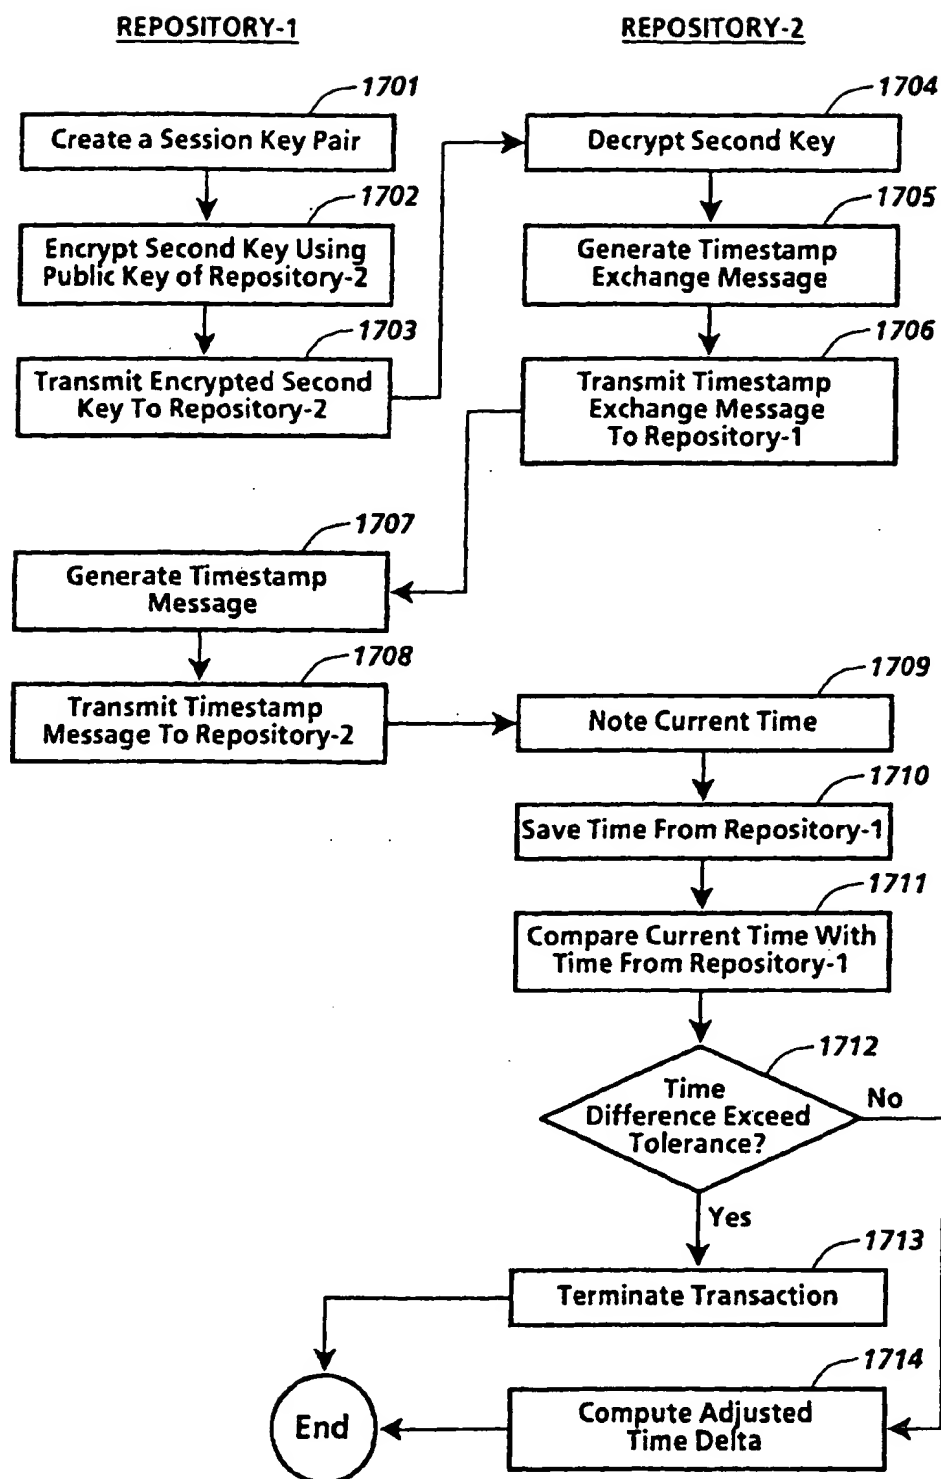 REPOSITORY-1
REPOSITORY-2
1701
Create a Session Key Pair
1702
Encrypt Second Key Using
Public Key of Repository-2
1703
Transmit Encrypted Second
Key To Repository-2
1704
Decrypt Second Key
1705
Generate Timestamp
Exchange Message
1706
Transmit Timestamp
Exchange Message
To Repository-1
1707
Generate Timestamp
Message
1708
Transmit Timestamp
Message To Repository-2
1709
Note Current Time
1710
Save Time From Repository-1
1711
Compare Current Time With
Time From Repository-1
1712
Time
Difference Exceed
Tolerance?
No
Yes
1713
Terminate Transaction
1714
Compute Adjusted
Time Delta
End